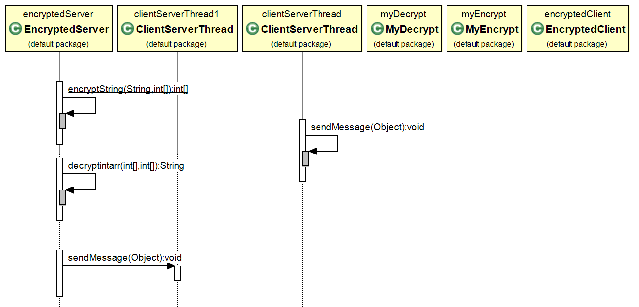 encryptedServer
EncryptedServer
(default package)
clientServerThread1
ClientServerThread
(default package)
clientServerThread
ClientServerThread
(default package)
myDecrypt
MyDecrypt
(default package)
myEncrypt
MyEncrypt
(default package)
encryptedClient
EncryptedClient
(default package)
encryptString(String,int[]):int[]
sendMessage(Object):void
decryptintarr(int[],int[]):String
sendMessage(Object):void